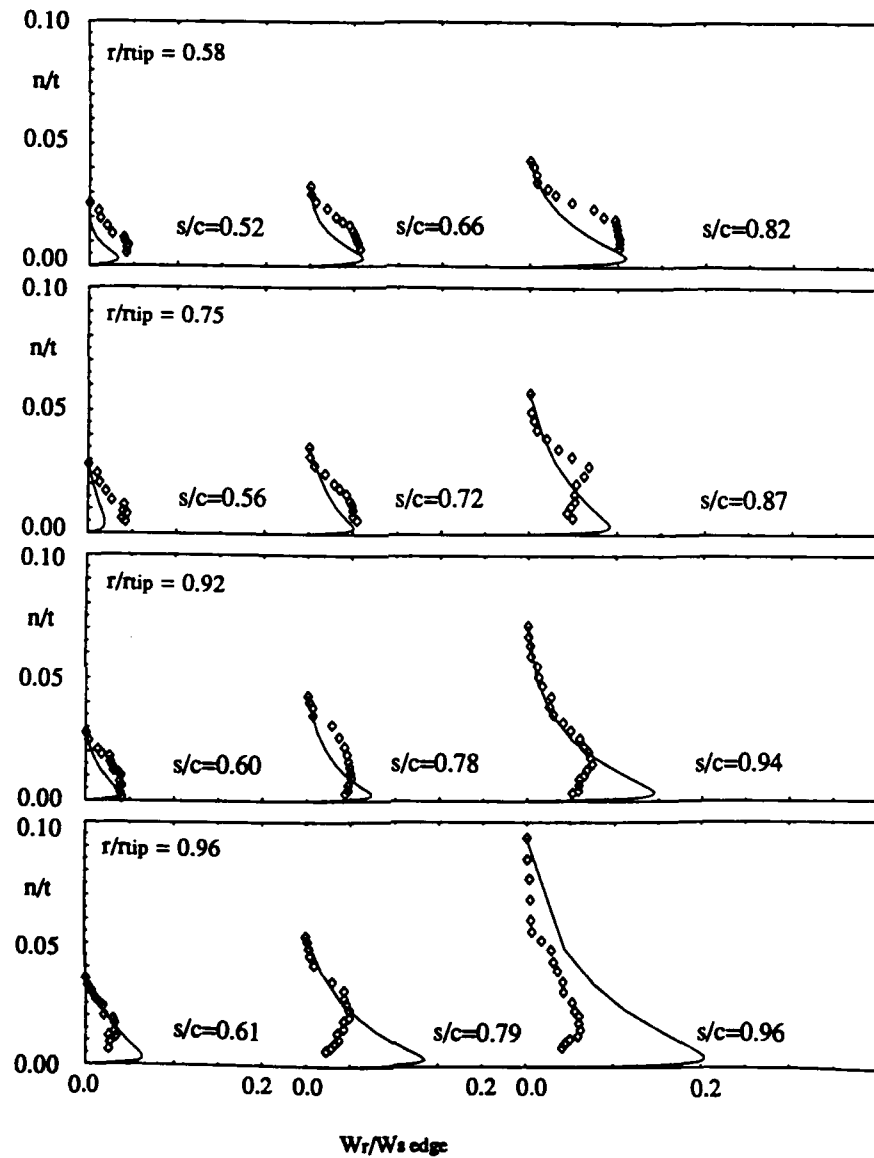 0.10
r/rtip = 0.58
n/t
0.05
s/c=0.52 s/c=0.66 s/c=0.82
0.00
0.10
r/rtip = 0.75
n/t
0.05
s/c=0.56 s/c=0.72 s/c=0.87
0.00
0.10
r/rtip = 0.92
n/t
0.05
s/c=0.60 s/c=0.78 s/c=0.94
0.00
0.10
r/rtip = 0.96
n/t
0.05
s/c=0.61 s/c=0.79 s/c=0.96
0.00
0.0 0.2 0.0 0.2 0.0 0.2
Wr/Ws edge